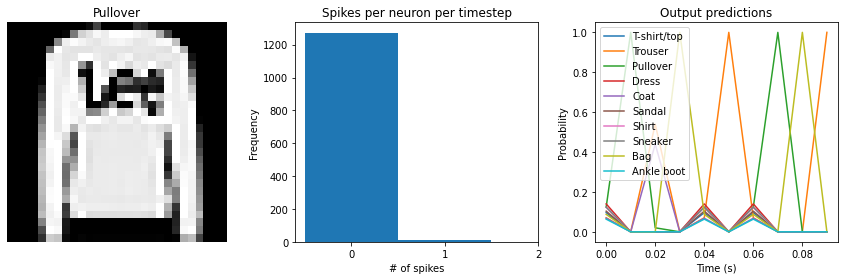 Pullover
Spikes per neuron per timestep
Output predictions
Frequency
1200
1000
800
600
400
200
0
0
1
2
# of spikes
Probability
1.0
0.8
0.6
0.4
0.2
0.0
T-shirt/top
Trouser
Pullover
Dress
Coat
Sandal
Shirt
Sneaker
Bag
Ankle boot
0.00
0.02
0.04
0.06
0.08
Time (s)